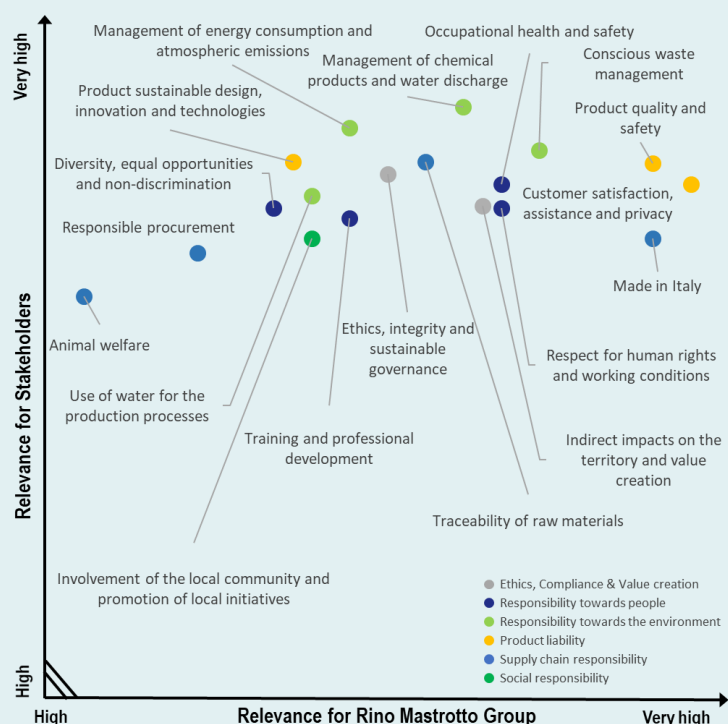 Very high
Relevance for Stakeholders
High
Management of energy consumption and
atmospheric emissions
Occupational health and safety
Management of chemical
products and water discharge
Conscious waste
management
Product sustainable design,
innovation and technologies
Product quality and
safety
Diversity, equal opportunities
and non-discrimination
Customer satisfaction,
assistance and privacy
Responsible procurement
Made in Italy
Animal welfare
Ethics, integrity and
sustainable
governance
Respect for human rights
and working conditions
Use of water for the
production processes
Training and professional
development
Indirect impacts on the
territory and value
creation
Traceability of raw materials
Involvement of the local community and
promotion of local initiatives
Ethics, Compliance & Value creation
Responsibility towards people
Responsibility towards the environment
Product liability
Supply chain responsibility
Social responsibility
High
Relevance for Rino Mastrotto Group
Very high